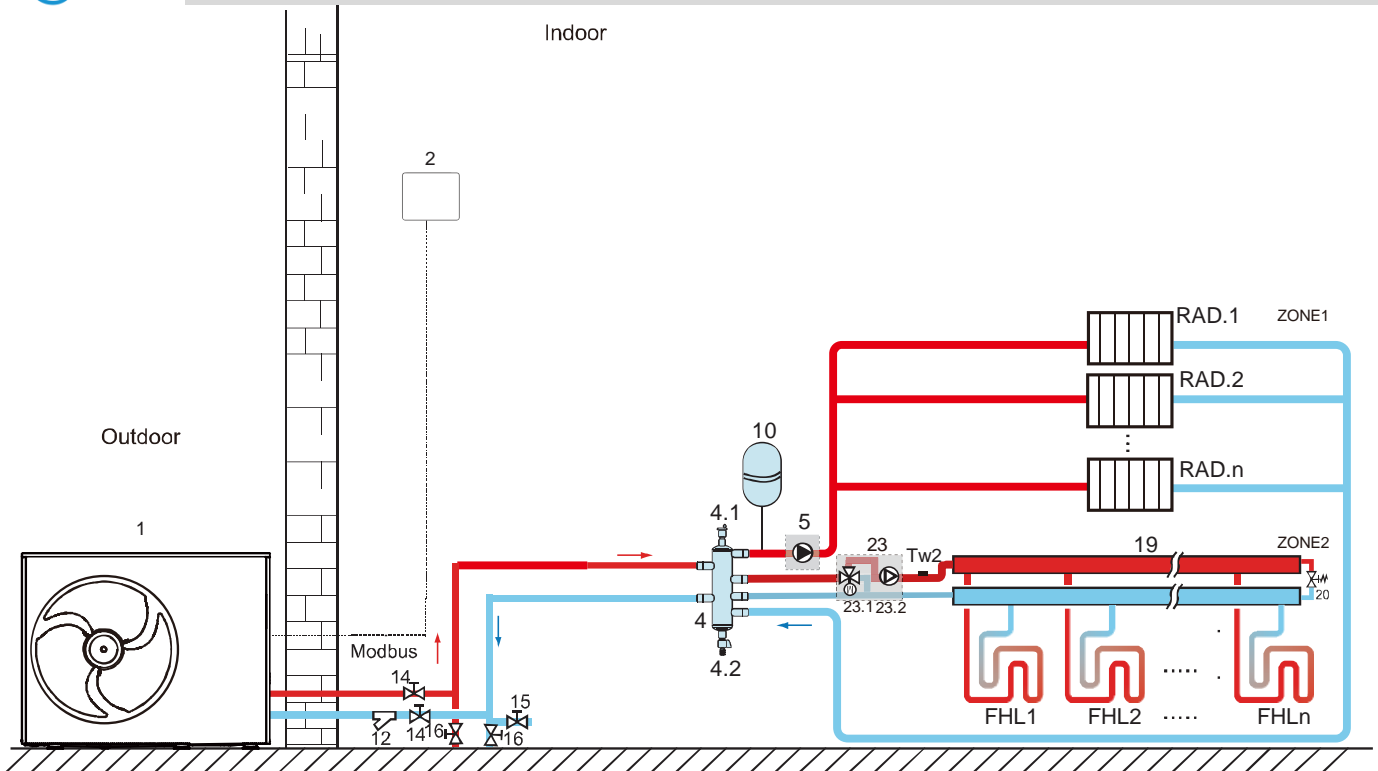 Indoor
2
RAD.1
ZONE1
RAD.2
Outdoor
10
RAD.n
4.1
5
1
23
Tw2
19
ZONE2
20
23.1
23.2
4
Modbus
4.2
14
15
12
14
16
16
FHL1
FHL2
.....
FHLn